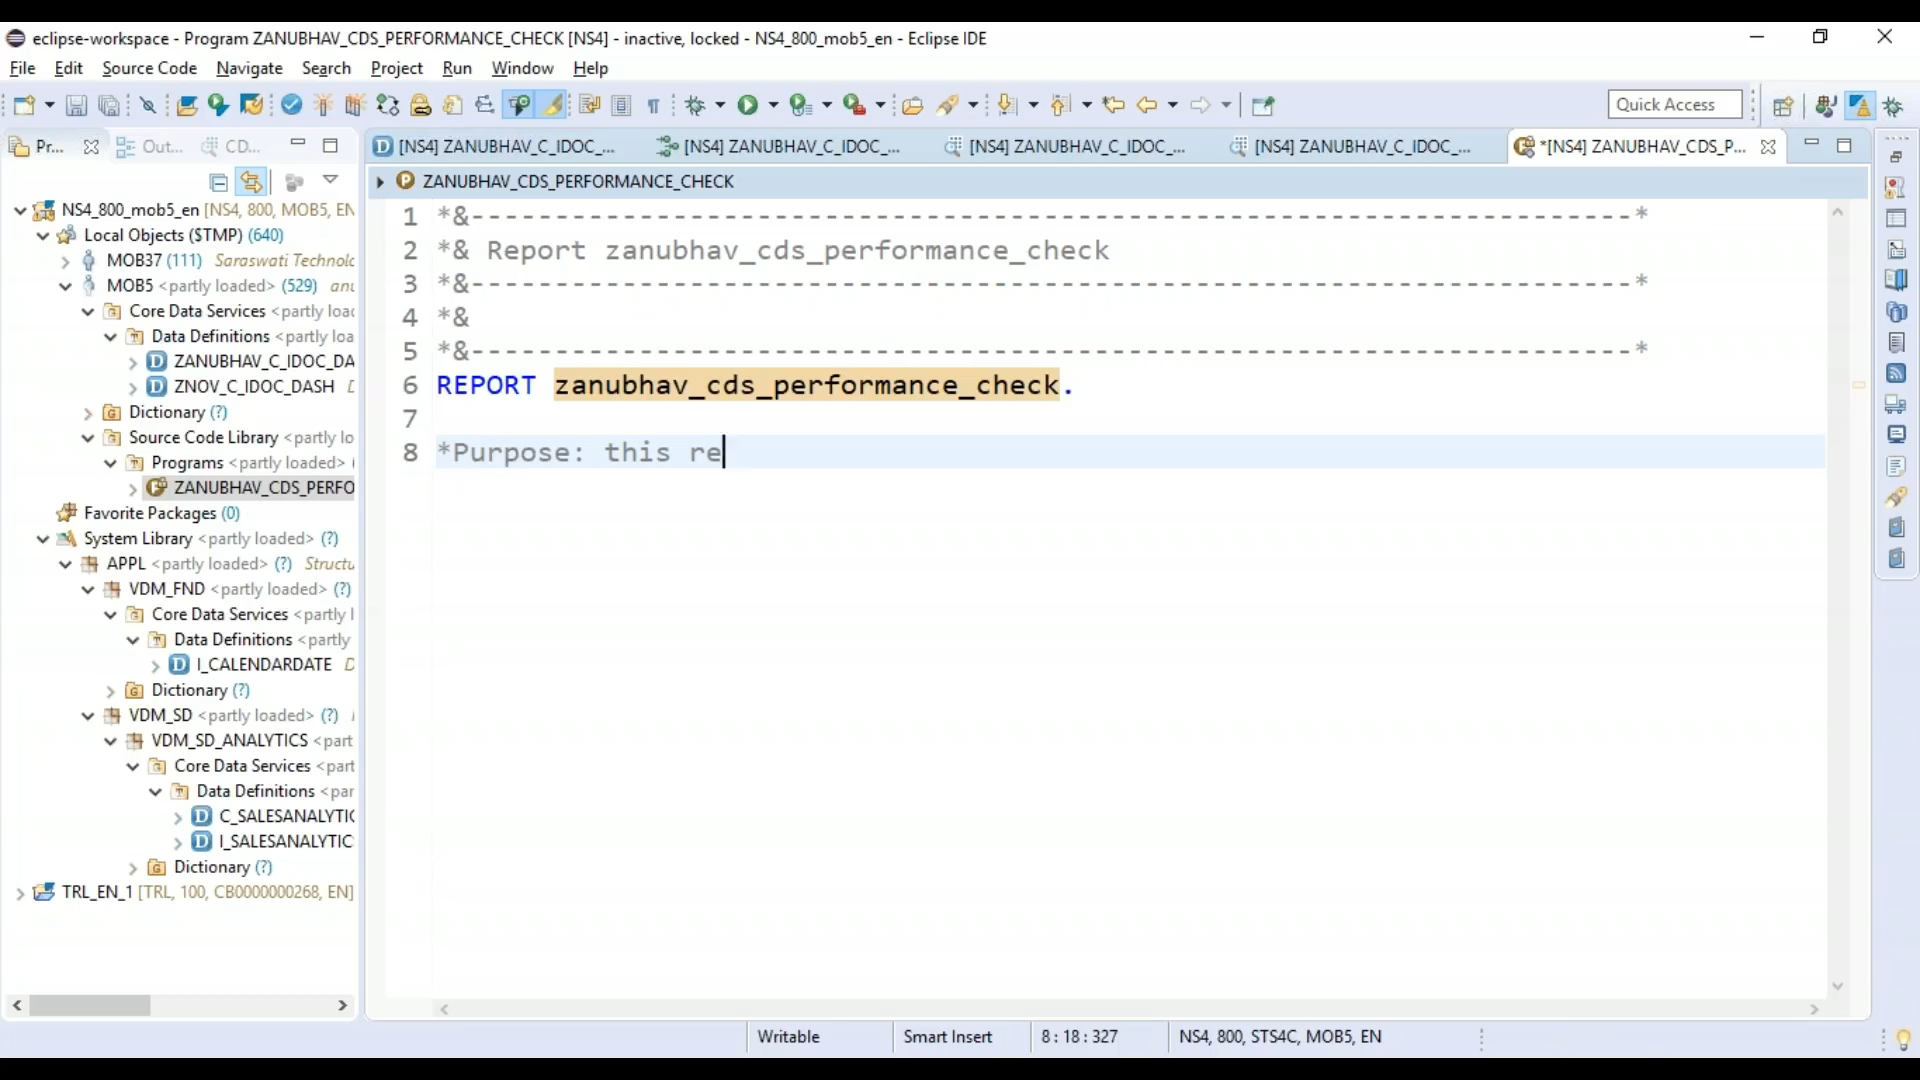 eclipse-workspace - Program ZANUBHAV_CDS_PERFORMANCE_CHECK [NS4] - inactive, locked - NS4_800_mob5_en - Eclipse IDE
File Edit Source Code Navigate Search Project Run Window Help
Quick Access
Pr... Out... CD...
[NS4] ZANUBHAV_C_IDOC_... [NS4] ZANUBHAV_C_IDOC_... [NS4] ZANUBHAV_C_IDOC_... [NS4] ZANUBHAV_C_IDOC_... *[NS4] ZANUBHAV_CDS_P...
ZANUBHAV_CDS_PERFORMANCE_CHECK
NS4_800_mob5_en [NS4, 800, MOB5, EN
Local Objects ($TMP) (640)
MOB37 (111) Saraswati Technolo
MOB5 <partly loaded> (529) anu
Core Data Services <partly load
Data Definitions <partly loa
ZANUBHAV_C_IDOC_DA
ZNOV_C_IDOC_DASH D
Dictionary (?)
Source Code Library <partly lo
Programs <partly loaded> (
ZANUBHAV_CDS_PERFO
Favorite Packages (0)
System Library <partly loaded> (?)
APPL <partly loaded> (?) Structu
VDM_FND <partly loaded> (?)
Core Data Services <partly l
Data Definitions <partly
I_CALENDARDATE D
Dictionary (?)
VDM_SD <partly loaded> (?)
VDM_SD_ANALYTICS <part
Core Data Services <part
Data Definitions <par
C_SALESANALYTIC
I_SALESANALYTIC
Dictionary (?)
TRL_EN_1 [TRL, 100, CB0000000268, EN]
1 *&---------------------------------------------------------------------*
2 *& Report zanubhav_cds_performance_check
3 *&---------------------------------------------------------------------*
4 *&
5 *&---------------------------------------------------------------------*
6 REPORT zanubhav_cds_performance_check.
7
8 *Purpose: this re
Writable Smart Insert 8 : 18 : 327 NS4, 800, STS4C, MOB5, EN